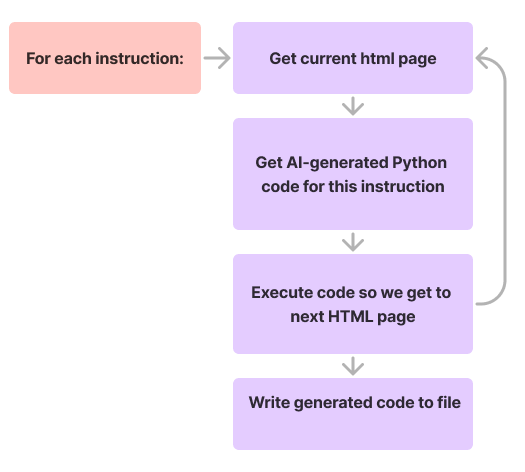 For each instruction:
Get current html page
Get AI-generated Python
code for this instruction
Execute code so we get to
next HTML page
Write generated code to file